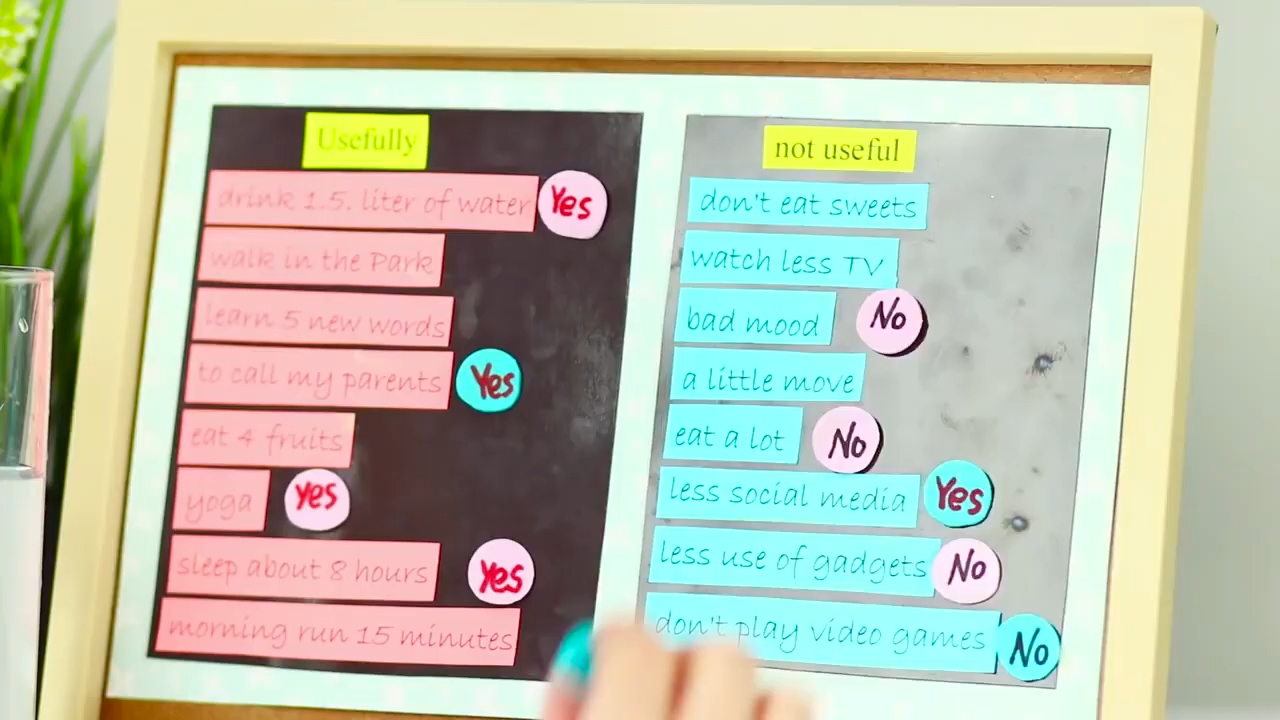 Usefully
drink 1.5. liter of water Yes
walk in the Park
learn 5 new words
to call my parents Yes
eat 4 fruits
yoga yes
sleep about 8 hours Yes
morning run 15 minutes
not useful
don't eat sweets
watch less TV
bad mood No
a little move
eat a lot No
less social media Yes
less use of gadgets No
don't play video games No